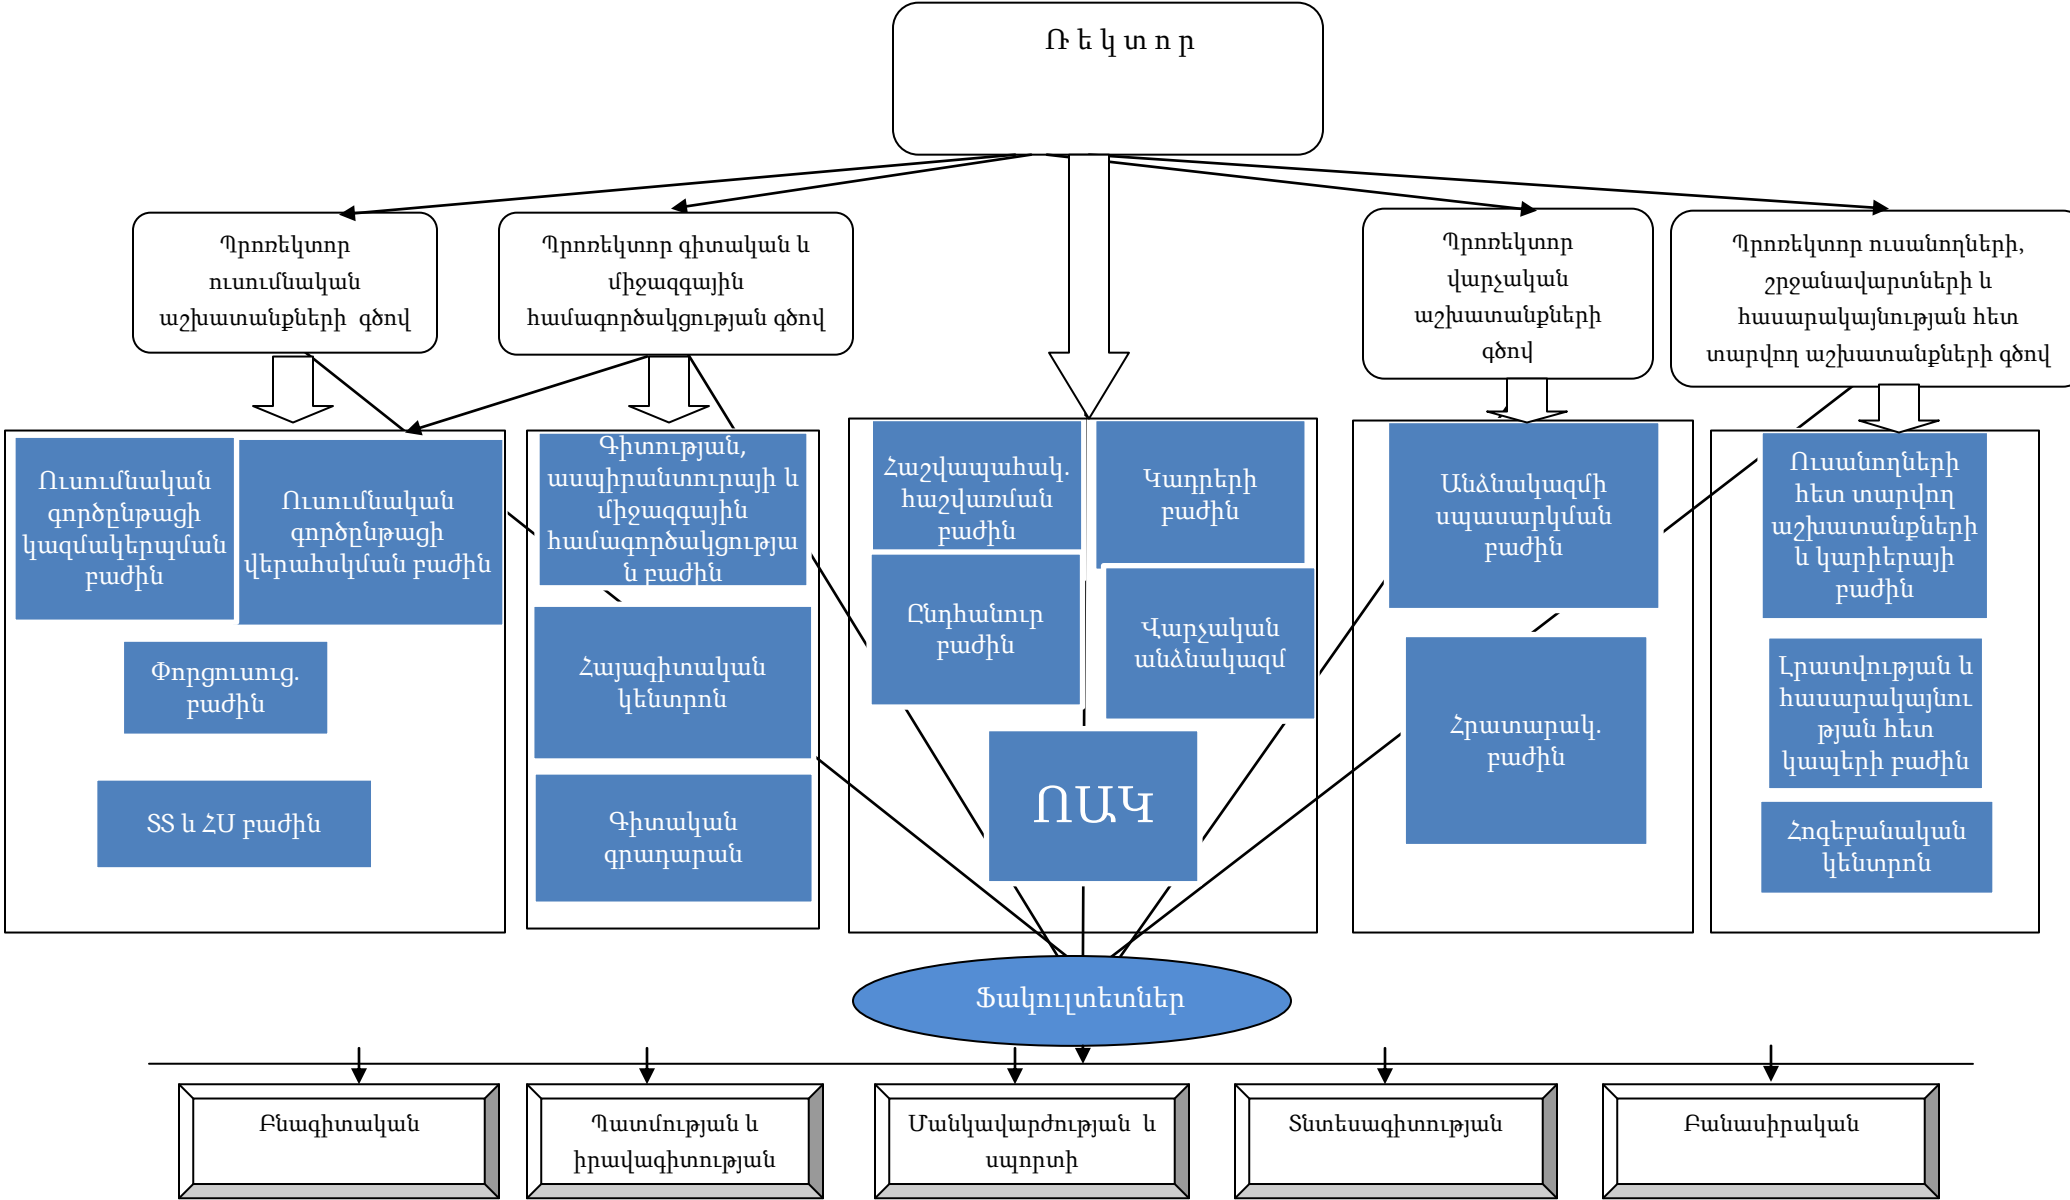 Ռ ե կ տ ո ր
Պրոռեկտոր
ուսումնական
աշխատանքների գծով
Պրոռեկտոր գիտական և
միջազգային
համագործակցության գծով
Պրոռեկտոր
վարչական
աշխատանքների
գծով
Պրոռեկտոր ուսանողների,
շրջանավարտների և
հասարակայնության հետ
տարվող աշխատանքների գծով
Ուսումնական
գործընթացի
կազմակերպման
բաժին
Ուսումնական
գործընթացի
վերահսկման բաժին
Փորցուսուց.
բաժին
ՏՏ և ՀՍ բաժին
Գիտության,
ասպիրանտուրայի և
միջազգային
համագործակցությա
ն բաժին
Հայագիտական
կենտրոն
Գիտական
գրադարան
Հաշվապահակ.
հաշվառման
բաժին
Կադրերի
բաժին
Ընդհանուր
բաժին
Վարչական
անձնակազմ
ՈԱԿ
Անձնակազմի
սպասարկման
բաժին
Հրատարակ.
բաժին
Ուսանողների
հետ տարվող
աշխատանքների
և կարիերայի
բաժին
Լրատվության և
հասարակայնու
թյան հետ
կապերի բաժին
Հոգեբանական
կենտրոն
Ֆակուլտետներ
Բնագիտական
Պատմության և
իրավագիտության
Մանկավարժության և
սպորտի
Տնտեսագիտության
Բանասիրական